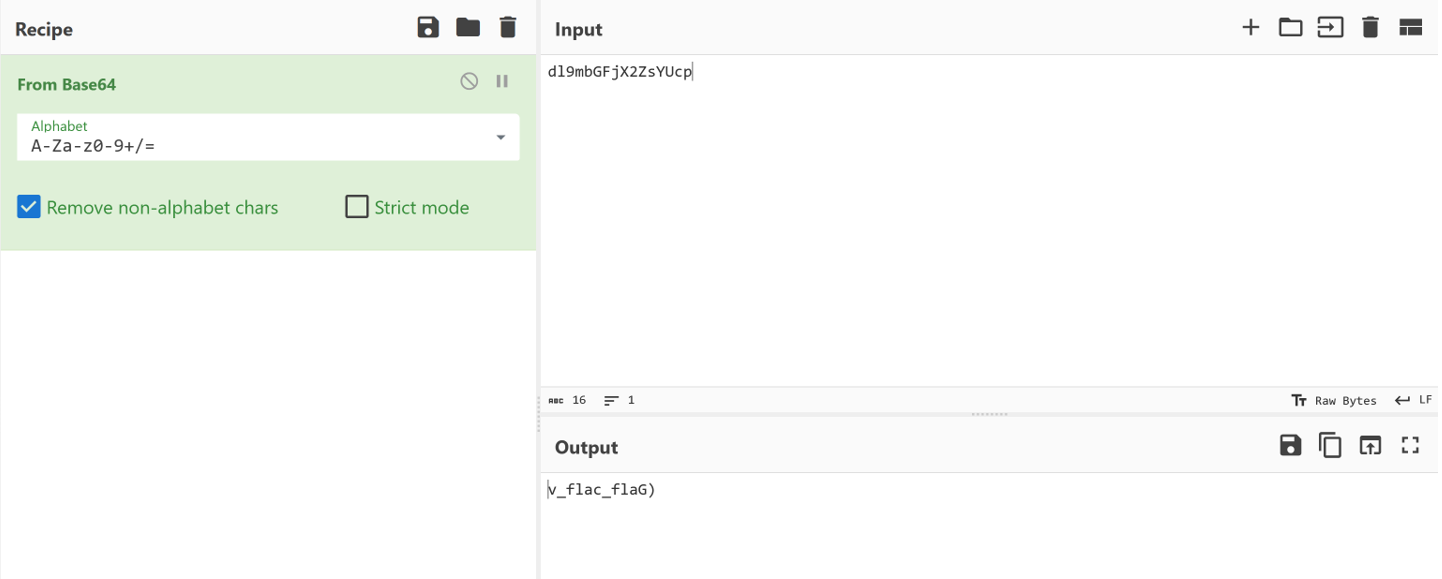 Recipe
From Base64
Alphabet
A-Za-z0-9+/=
Remove non-alphabet chars
Strict mode
Input
dl9mbGFjX2ZsYUcp
ABC 16 1
Tт Raw Bytes LF
Output
v_flac_flaG)